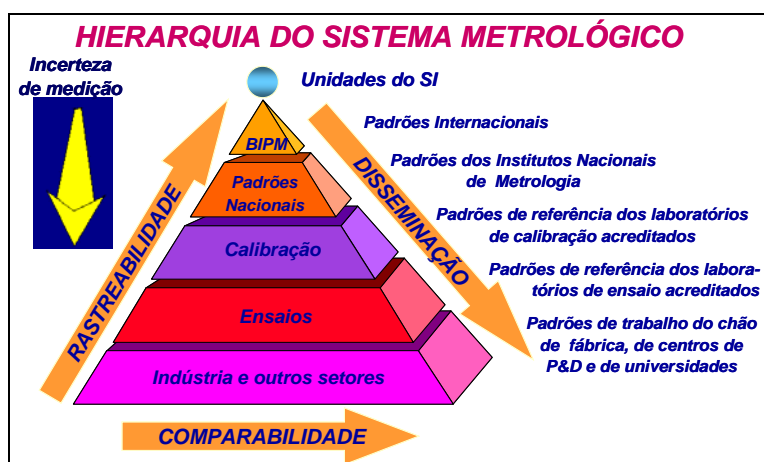 HIERARQUIA DO SISTEMA METROLÓGICO
Incerteza
de medição
Unidades do SI
Padrões Internacionais
BIPM
Padrões dos Institutos Nacionais
de Metrologia
Padrões
Nacionais
Padrões de referência dos laboratórios
de calibração acreditados
Calibração
Padrões de referência dos labora-
tórios de ensaio acreditados
Ensaios
Padrões de trabalho do chão
de fábrica, de centros de
P&D e de universidades
Indústria e outros setores
RASTREABILIDADE
DISSEMINAÇÃO
COMPARABILIDADE